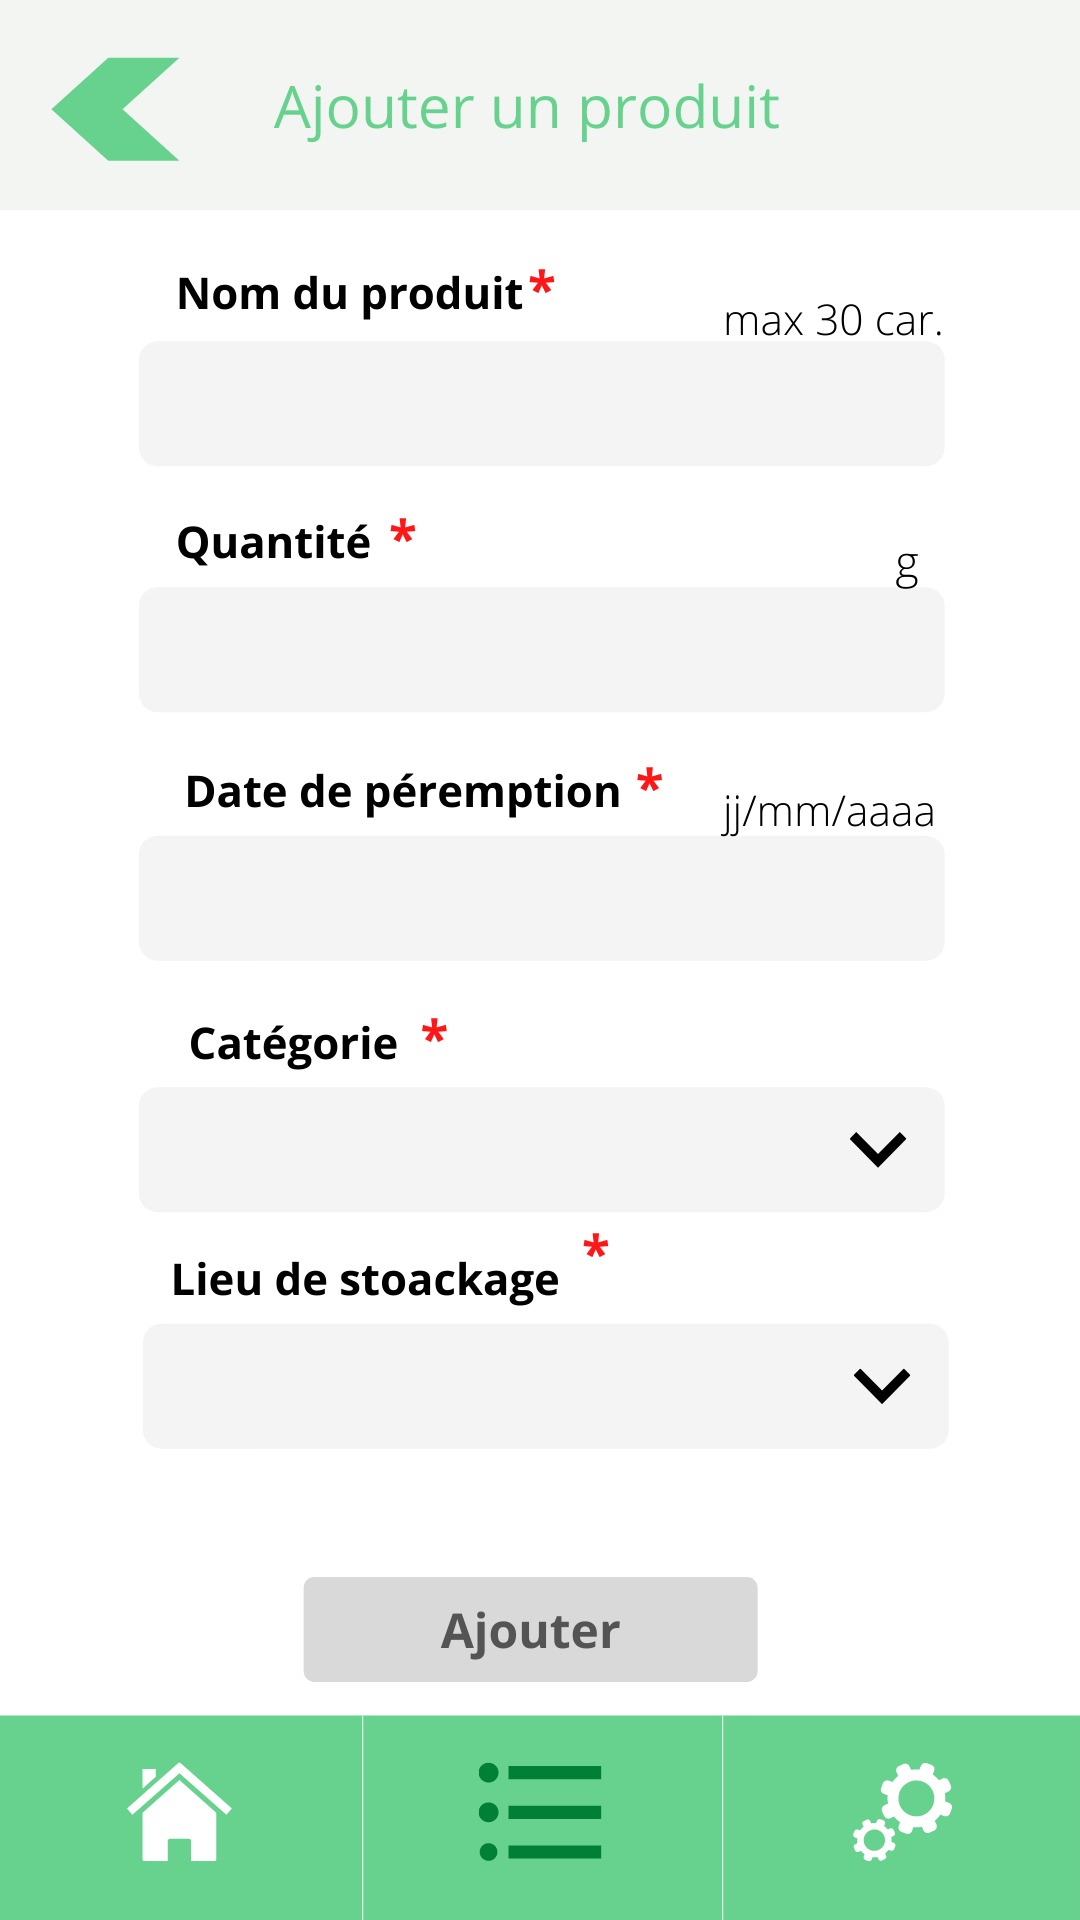 Ajouter un produit
Nom du produit *
max 30 car.
Quantité *
g
Date de péremption *
jj/mm/aaaa
Catégorie *
Lieu de stoackage *
Ajouter